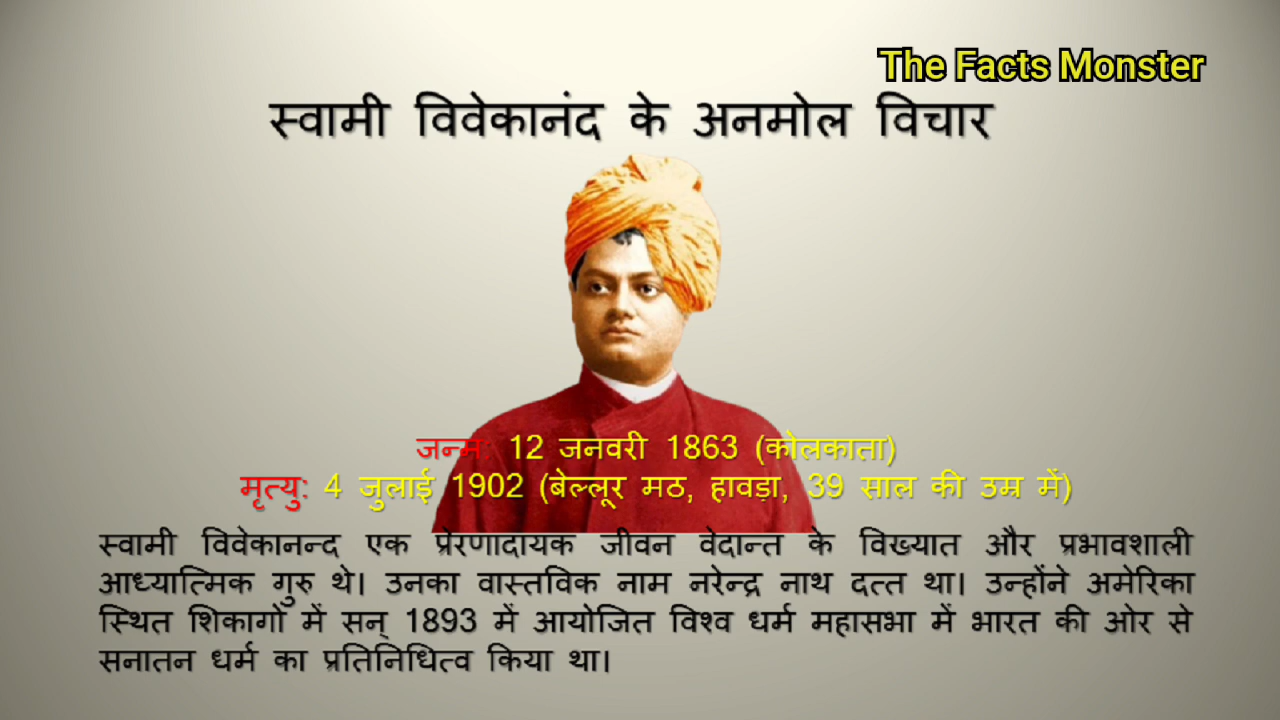 The Facts Monster
स्वामी विवेकानंद के अनमोल विचार
जन्म: 12 जनवरी 1863 (कोलकाता)
मृत्यु: 4 जुलाई 1902 (बेल्लूर मठ, हावड़ा, 39 साल की उम्र में)
स्वामी विवेकानन्द एक प्रेरणादायक जीवन वेदान्त के विख्यात और प्रभावशाली
आध्यात्मिक गुरु थे। उनका वास्तविक नाम नरेन्द्र नाथ दत्त था। उन्होंने अमेरिका
स्थित शिकागो में सन् 1893 में आयोजित विश्व धर्म महासभा में भारत की ओर से
सनातन धर्म का प्रतिनिधित्व किया था।